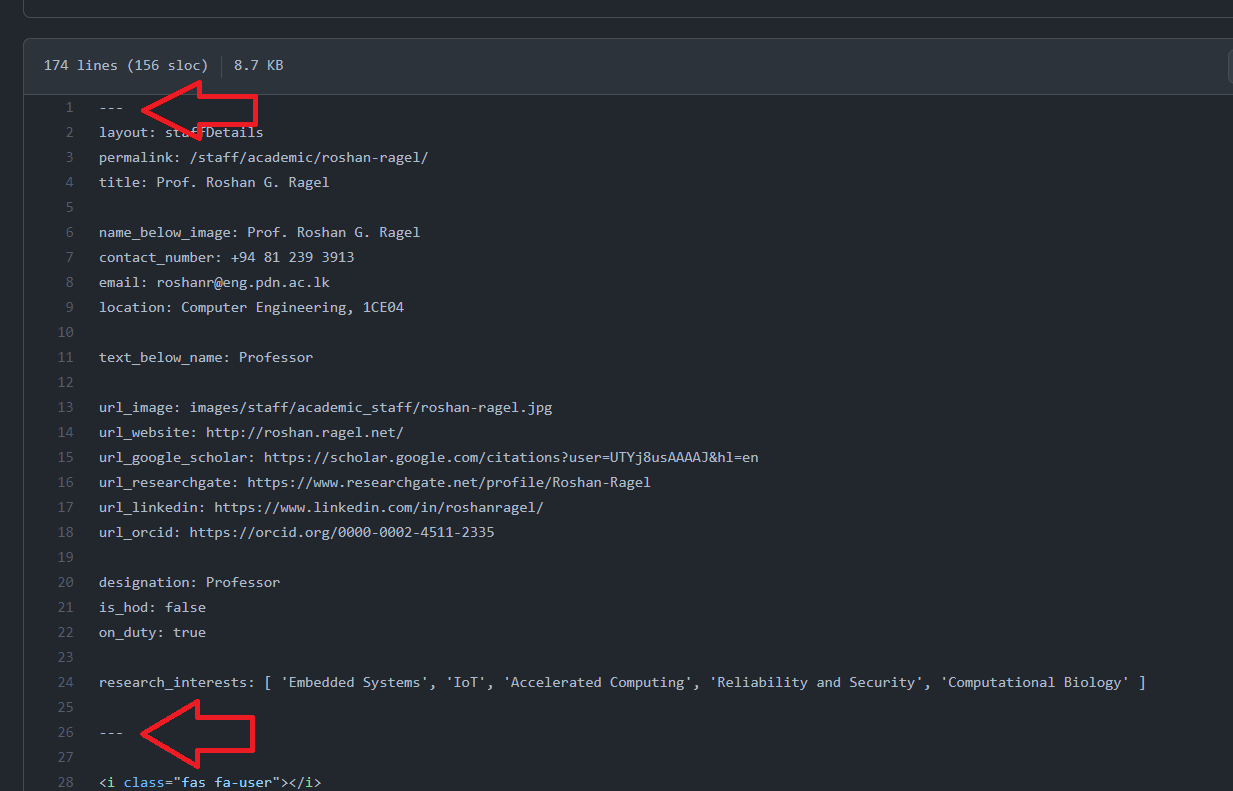 174 lines (156 sloc) 8.7 KB
1 ---
2 layout: staffDetails
3 permalink: /staff/academic/roshan-ragel/
4 title: Prof. Roshan G. Ragel
5
6 name_below_image: Prof. Roshan G. Ragel
7 contact_number: +94 81 239 3913
8 email: roshanr@eng.pdn.ac.lk
9 location: Computer Engineering, 1CE04
10
11 text_below_name: Professor
12
13 url_image: images/staff/academic_staff/roshan-ragel.jpg
14 url_website: http://roshan.ragel.net/
15 url_google_scholar: https://scholar.google.com/citations?user=UTYj8usAAAAJ&hl=en
16 url_researchgate: https://www.researchgate.net/profile/Roshan-Ragel
17 url_linkedin: https://www.linkedin.com/in/roshanragel/
18 url_orcid: https://orcid.org/0000-0002-4511-2335
19
20 designation: Professor
21 is_hod: false
22 on_duty: true
23
24 research_interests: [ 'Embedded Systems', 'IoT', 'Accelerated Computing', 'Reliability and Security', 'Computational Biology' ]
25
26 ---
27
28 <i class="fas fa-user"></i>